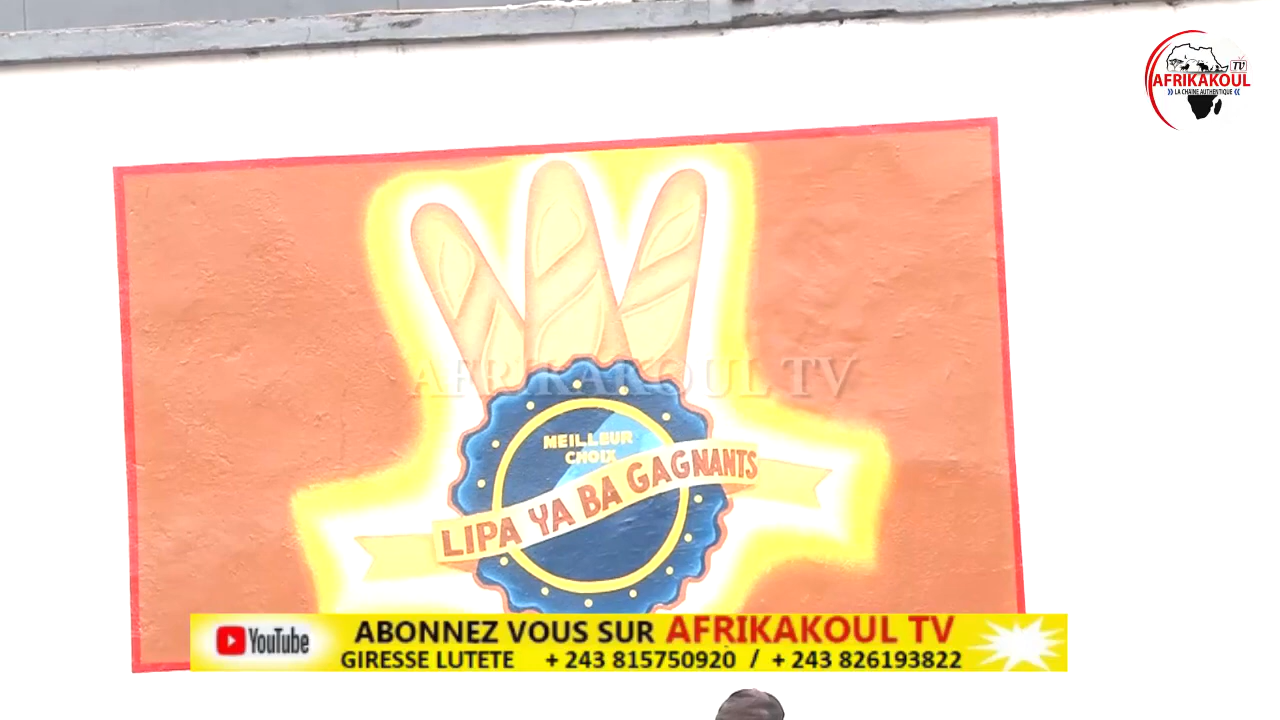 TV
AFRIKAKOUL
LA CHAINE AUTHENTIQUE
AFRIKAKOUL TV
MEILLEUR
CHOIX
LIPA YA BA GAGNANTS
YouTube
ABONNEZ VOUS SUR AFRIKAKOUL TV
GIRESSE LUTETE + 243 815750920 / + 243 826193822